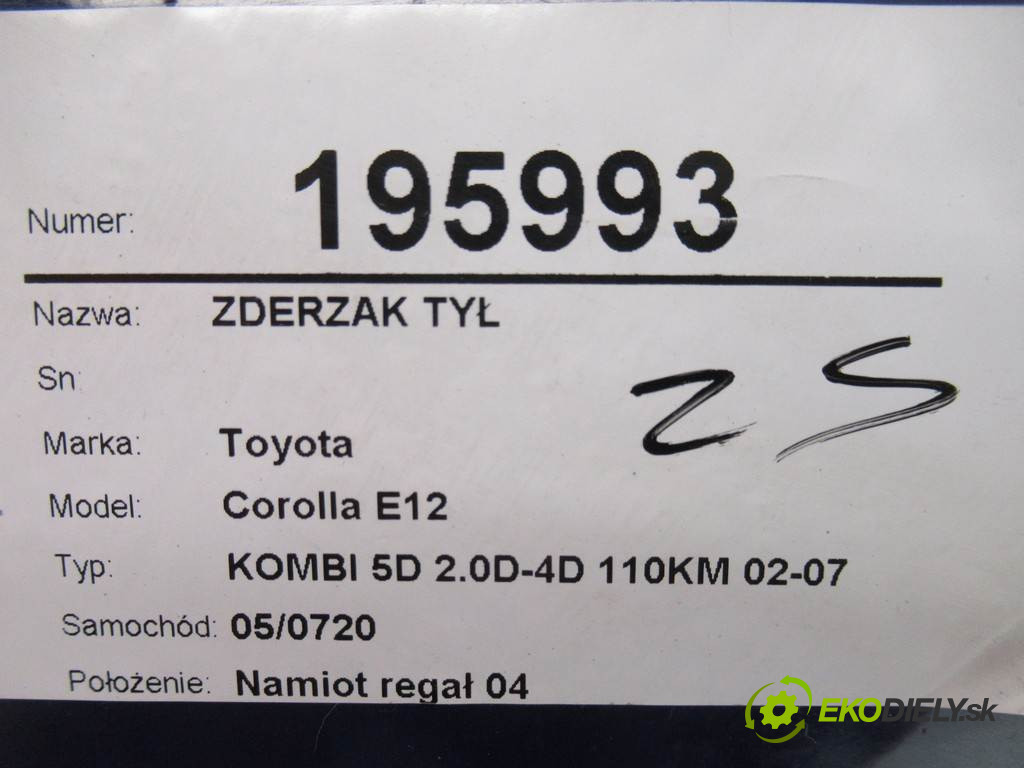 Numer: 195993
Nazwa: ZDERZAK TYŁ
Sn:
ZS
Marka: Toyota
Model: Corolla E12
Typ: KOMBI 5D 2.0D-4D 110KM 02-07
Samochód: 05/0720
Położenie: Namiot regał 04
EKODIELY.sk